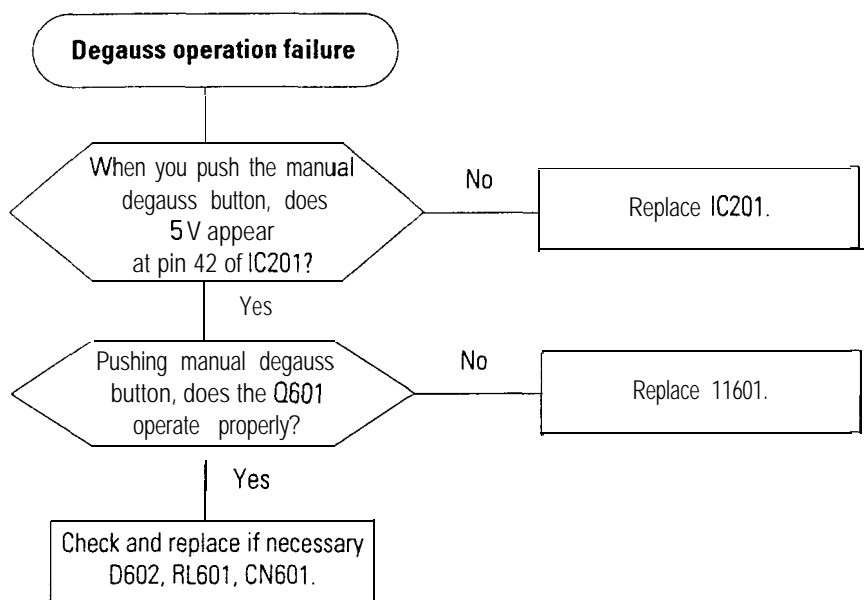 Degauss operation failure
When you push the manual
degauss button, does
5V appear
at pin 42 of IC201?
No
Replace IC201.
Yes
Pushing manual degauss
button, does the Q601
operate properly?
No
Replace 11601.
Yes
Check and replace if necessary
D602, RL601, CN601.